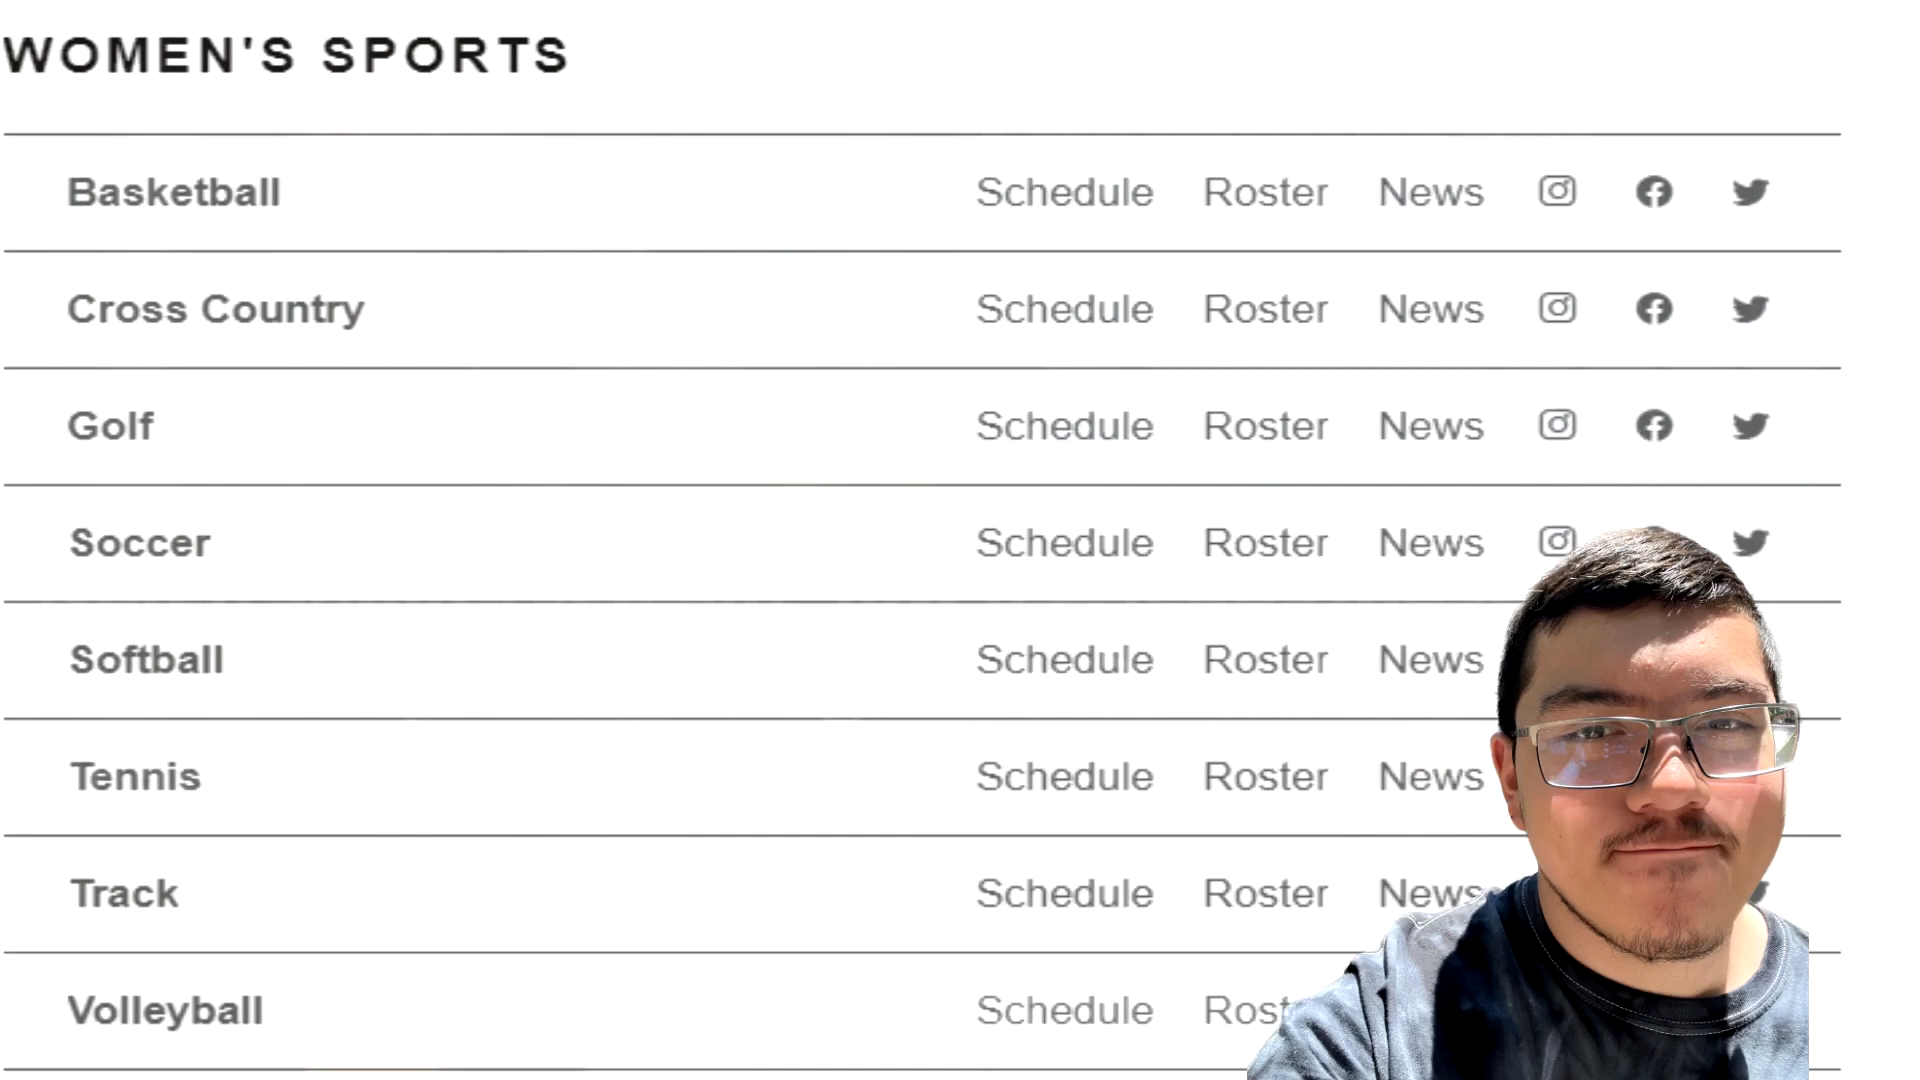 WOMEN'S SPORTS
Basketball Schedule Roster News
Cross Country Schedule Roster News
Golf Schedule Roster News
Soccer Schedule Roster News
Softball Schedule Roster News
Tennis Schedule Roster News
Track Schedule Roster News
Volleyball Schedule